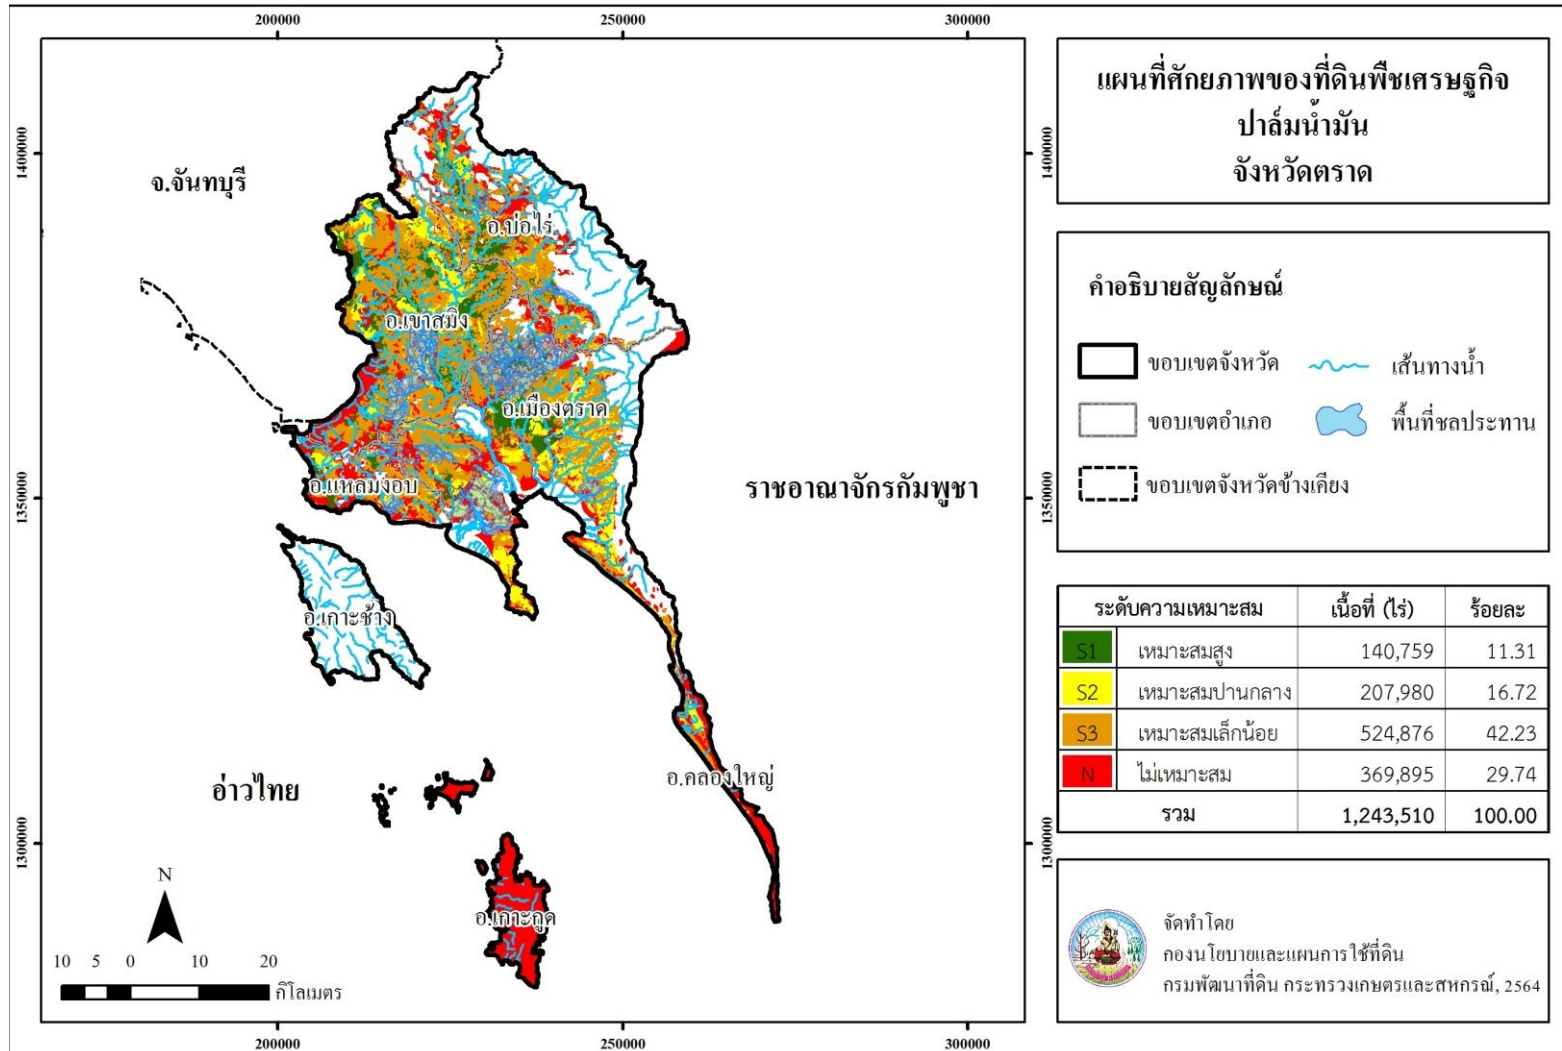 200000 250000 300000
1400000
1350000
1300000
จ.จันทบุรี
อ.บ่อไร่
อ.เขาสมิง
อ.เมืองตราด
อ.แหลมงอบ
ราชอาณาจักรกัมพูชา
อ.เกาะช้าง
อ่าวไทย
อ.คลองใหญ่
อ.เกาะกูด
N
10 5 0 10 20
กิโลเมตร
1400000
1350000
1300000
200000 250000 300000
แผนที่ศักยภาพของที่ดินพืชเศรษฐกิจ
ปาล์มน้ำมัน
จังหวัดตราด
คำอธิบายสัญลักษณ์
ขอบเขตจังหวัด เส้นทางน้ำ
ขอบเขตอำเภอ พื้นที่ชลประทาน
ขอบเขตจังหวัดข้างเคียง
ระดับความเหมาะสม เนื้อที่ (ไร่) ร้อยละ
S1 เหมาะสมสูง 140,759 11.31
S2 เหมาะสมปานกลาง 207,980 16.72
S3 เหมาะสมเล็กน้อย 524,876 42.23
N ไม่เหมาะสม 369,895 29.74
รวม 1,243,510 100.00
จัดทำโดย
กองนโยบายและแผนการใช้ที่ดิน
กรมพัฒนาที่ดิน กระทรวงเกษตรและสหกรณ์, 2564